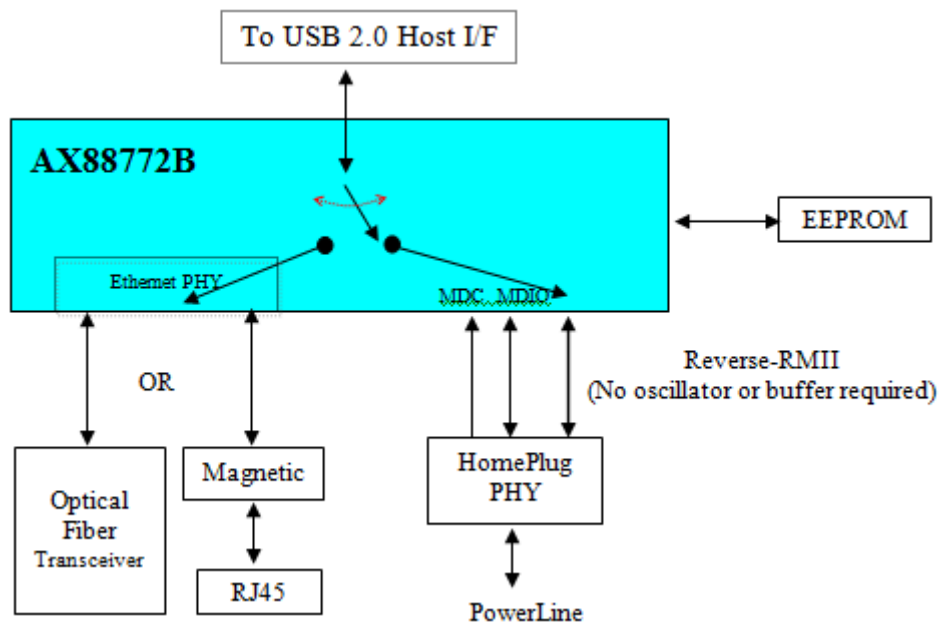 To USB 2.0 Host I/F
AX88772B
EEPROM
Ethernet PHY
MDC MDIO
Reverse-RMII
(No oscillator or buffer required)
OR
Magnetic
HomePlug
PHY
Optical
Fiber
Transceiver
RJ45
PowerLine